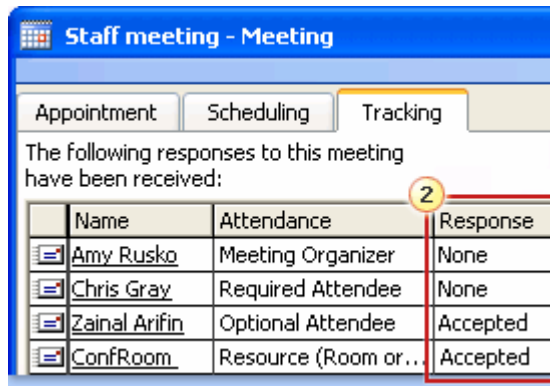 Staff meeting - Meeting
Appointment Scheduling Tracking
The following responses to this meeting
have been received:
2
Name Attendance Response
Amy Rusko Meeting Organizer None
Chris Gray Required Attendee None
Zainal Arifin Optional Attendee Accepted
ConfRoom Resource (Room or... Accepted